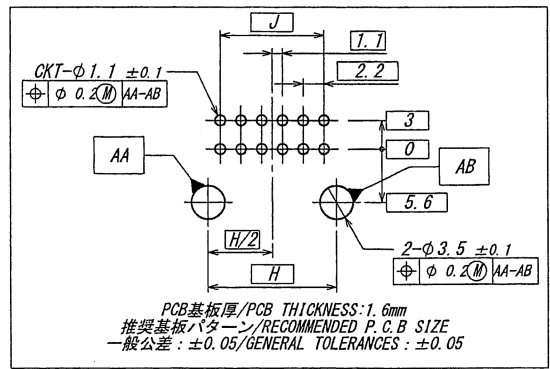 J
1.1
CKT-Φ1.1 ±0.1
2.2
⌖ Φ 0.2Ⓜ AA-AB
3
AA
0
AB
5.6
H/2
2-Φ3.5 ±0.1
H
⌖ Φ 0.2Ⓜ AA-AB
PCB基板厚/PCB THICKNESS:1.6mm
推奨基板パターン/RECOMMENDED P.C.B SIZE
一般公差:±0.05/GENERAL TOLERANCES:±0.05